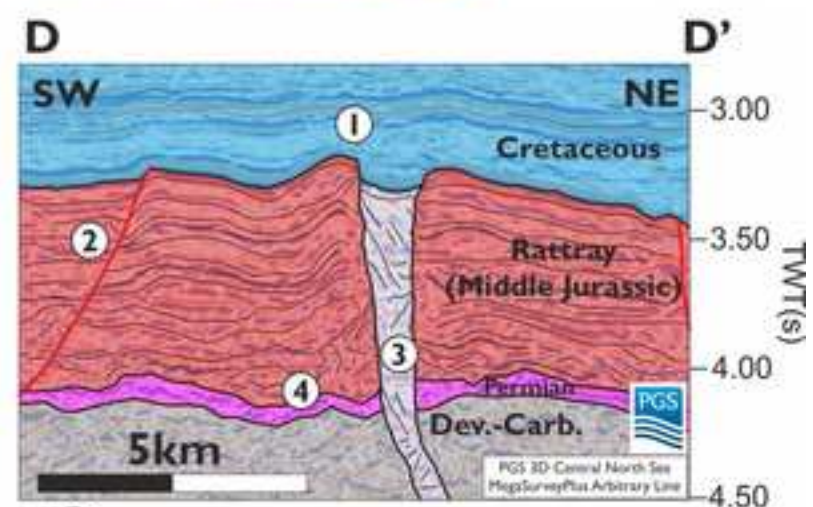 D
D'
SW
NE
3.00
1
Cretaceous
2
3.50
Rattray
(Middle Jurassic)
TWT(s)
3
4.00
4
Permian
PGS
Dev.-Carb.
5km
PGS 3D Central North Sea
MegaSurveyPlus Arbitrary Line
4.50